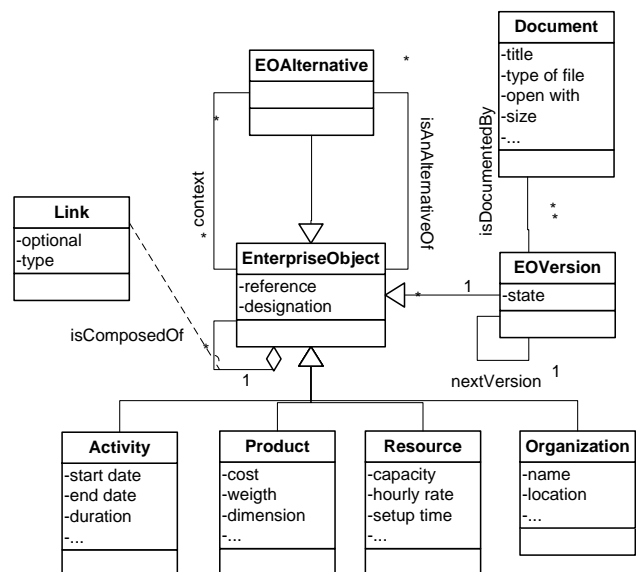 Document
-title
-type of file
-open with
-size
-...
EOAlternative
*
*
context
*
isAnAlternativeOf
isDocumentedBy
*
*
Link
-optional
-type
EnterpriseObject
-reference
-designation
*
1
EOVersion
-state
isComposedOf
*
1
nextVersion
1
Activity
-start date
-end date
-duration
-...
Product
-cost
-weigth
-dimension
-...
Resource
-capacity
-hourly rate
-setup time
-...
Organization
-name
-location
-...